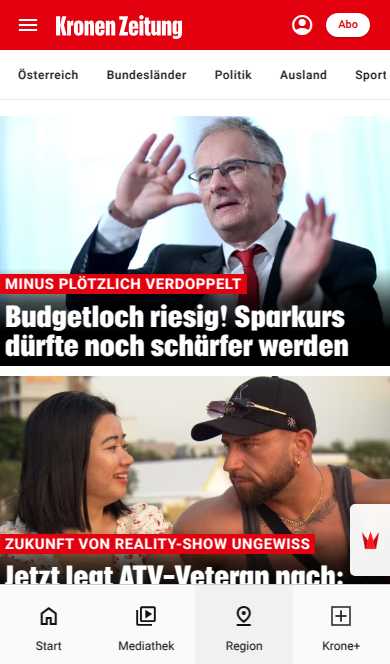 Kronen Zeitung
Abo
Österreich Bundesländer Politik Ausland Sport
MINUS PLÖTZLICH VERDOPPELT
Budgetloch riesig! Sparkurs
dürfte noch schärfer werden
ZUKUNFT VON REALITY-SHOW UNGEWISS
Jetzt legt ATV-Veteran nach:
Start Mediathek Region Krone+